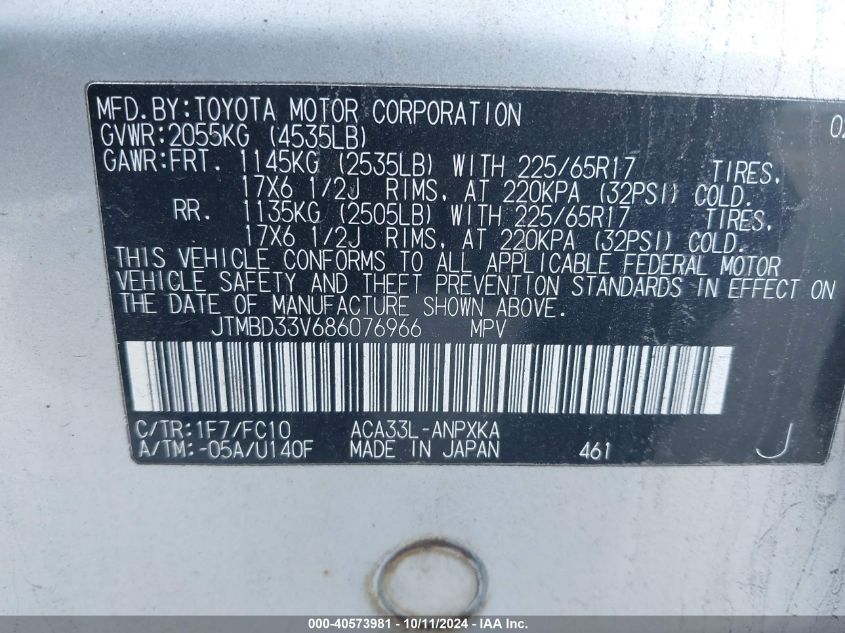 MFD.BY:TOYOTA MOTOR CORPORATION 02
GVWR:2055KG (4535LB)
GAWR:FRT. 1145KG (2535LB) WITH 225/65R17 TIRES,
17X6 1/2J RIMS, AT 220KPA (32PSI) COLD.
RR. 1135KG (2505LB) WITH 225/65R17 TIRES,
17X6 1/2J RIMS, AT 220KPA (32PSI) COLD.
THIS VEHICLE CONFORMS TO ALL APPLICABLE FEDERAL MOTOR
VEHICLE SAFETY AND THEFT PREVENTION STANDARDS IN EFFECT ON
THE DATE OF MANUFACTURE SHOWN ABOVE.
JTMBD33V686076966 MPV
C/TR:1F7/FC10 ACA33L-ANPXKA
A/TM:-05A/U140F MADE IN JAPAN 461 J
000-40573981 - 10/11/2024 - IAA Inc.